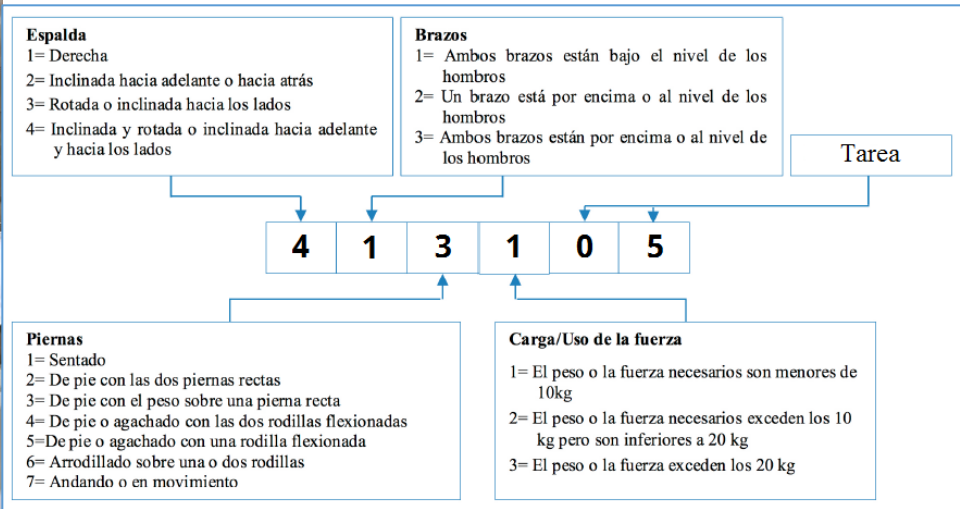 Espalda
1= Derecha
2= Inclinada hacia adelante o hacia atrás
3= Rotada o inclinada hacia los lados
4= Inclinada y rotada o inclinada hacia adelante
y hacia los lados
Brazos
1= Ambos brazos están bajo el nivel de los
hombros
2= Un brazo está por encima o al nivel de los
hombros
3= Ambos brazos están por encima o al nivel de
los hombros
Tarea
4 1 3 1 0 5
Piernas
1= Sentado
2= De pie con las dos piernas rectas
3= De pie con el peso sobre una pierna recta
4= De pie o agachado con las dos rodillas flexionadas
5=De pie o agachado con una rodilla flexionada
6= Arrodillado sobre una o dos rodillas
7= Andando o en movimiento
Carga/Uso de la fuerza
1= El peso o la fuerza necesarios son menores de
10kg
2= El peso o la fuerza necesarios exceden los 10
kg pero son inferiores a 20 kg
3= El peso o la fuerza exceden los 20 kg